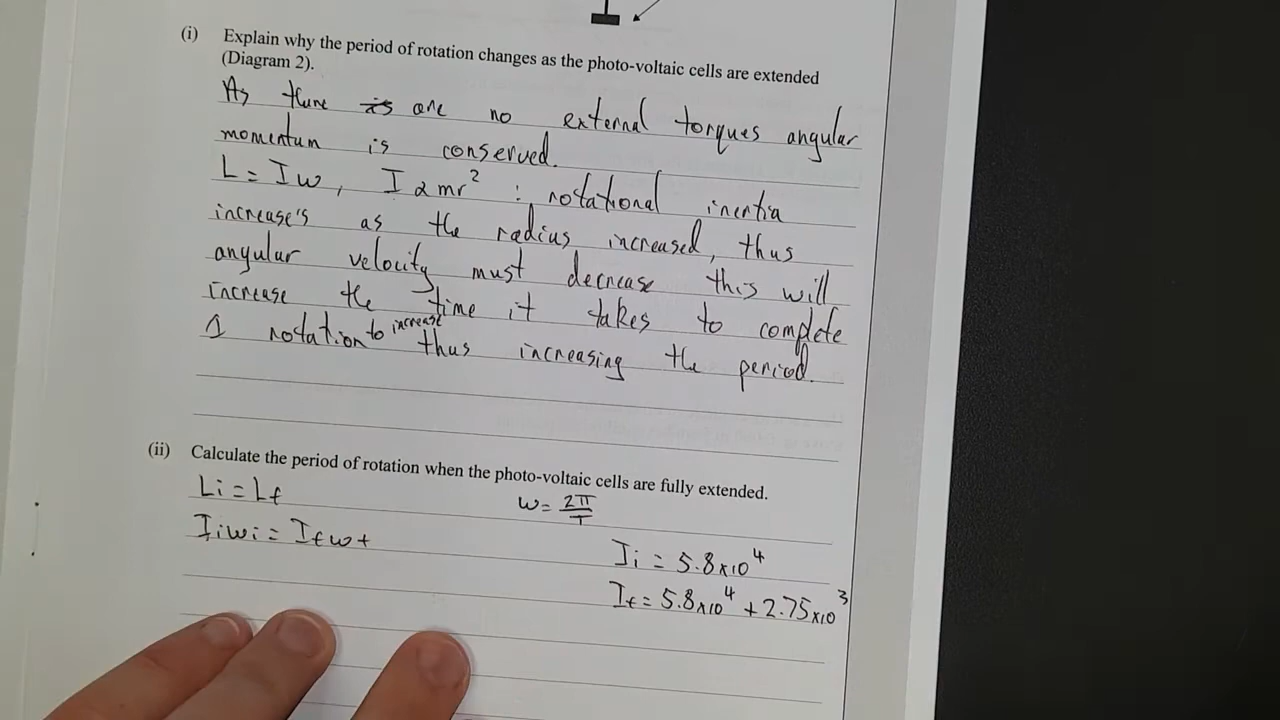 (i) Explain why the period of rotation changes as the photo-voltaic cells are extended
(Diagram 2).
As there is are no external torques angular
momentum is conserved.
L = Iω, I α mr² : rotational inertia
increase's as the radius increased, thus
angular velocity must decrease this will
increase the time it takes to complete
1 rotation to increase thus increasing the period.
(ii) Calculate the period of rotation when the photo-voltaic cells are fully extended.
Li = Lf
ω = 2π/T
Iiωi = Ifωf
Ii = 5.8×10⁴
If = 5.8×10⁴ + 2.75×10³